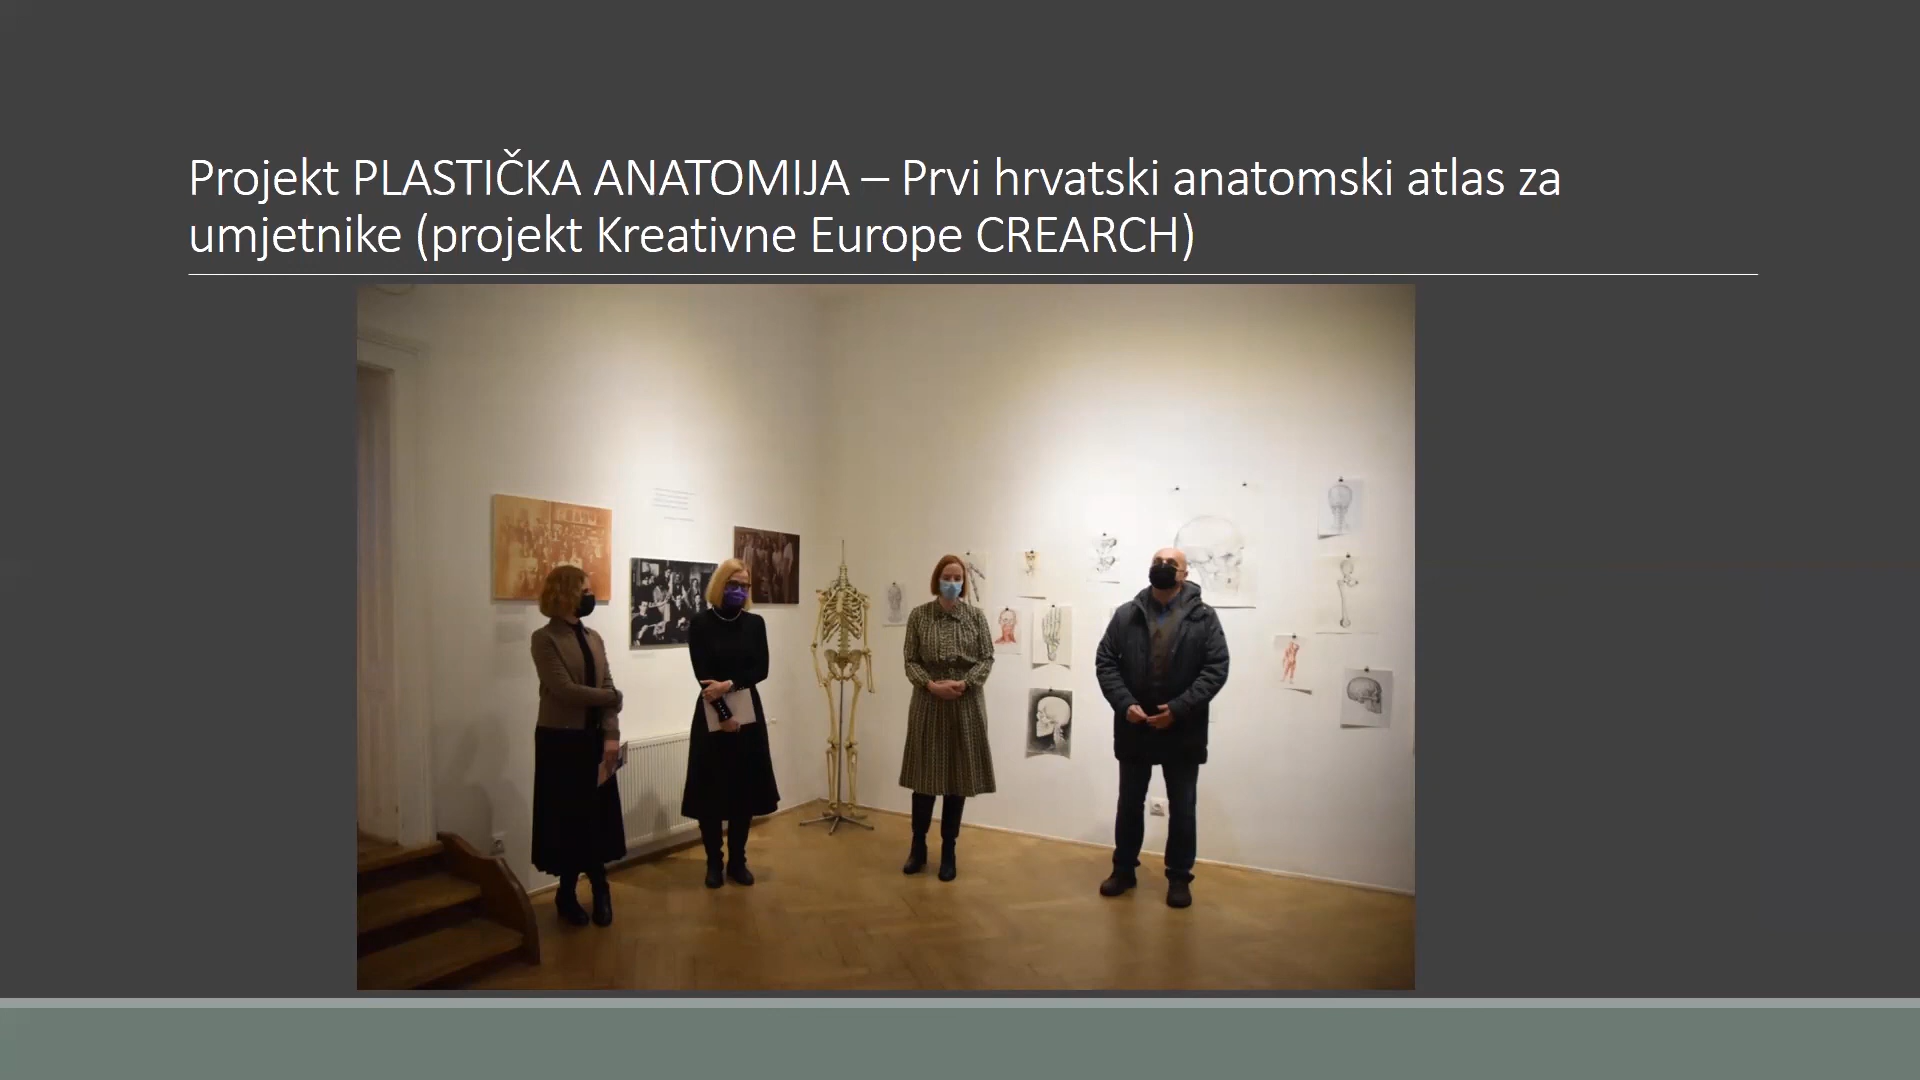 Projekt PLASTIČKA ANATOMIJA – Prvi hrvatski anatomski atlas za
umjetnike (projekt Kreativne Europe CREARCH)